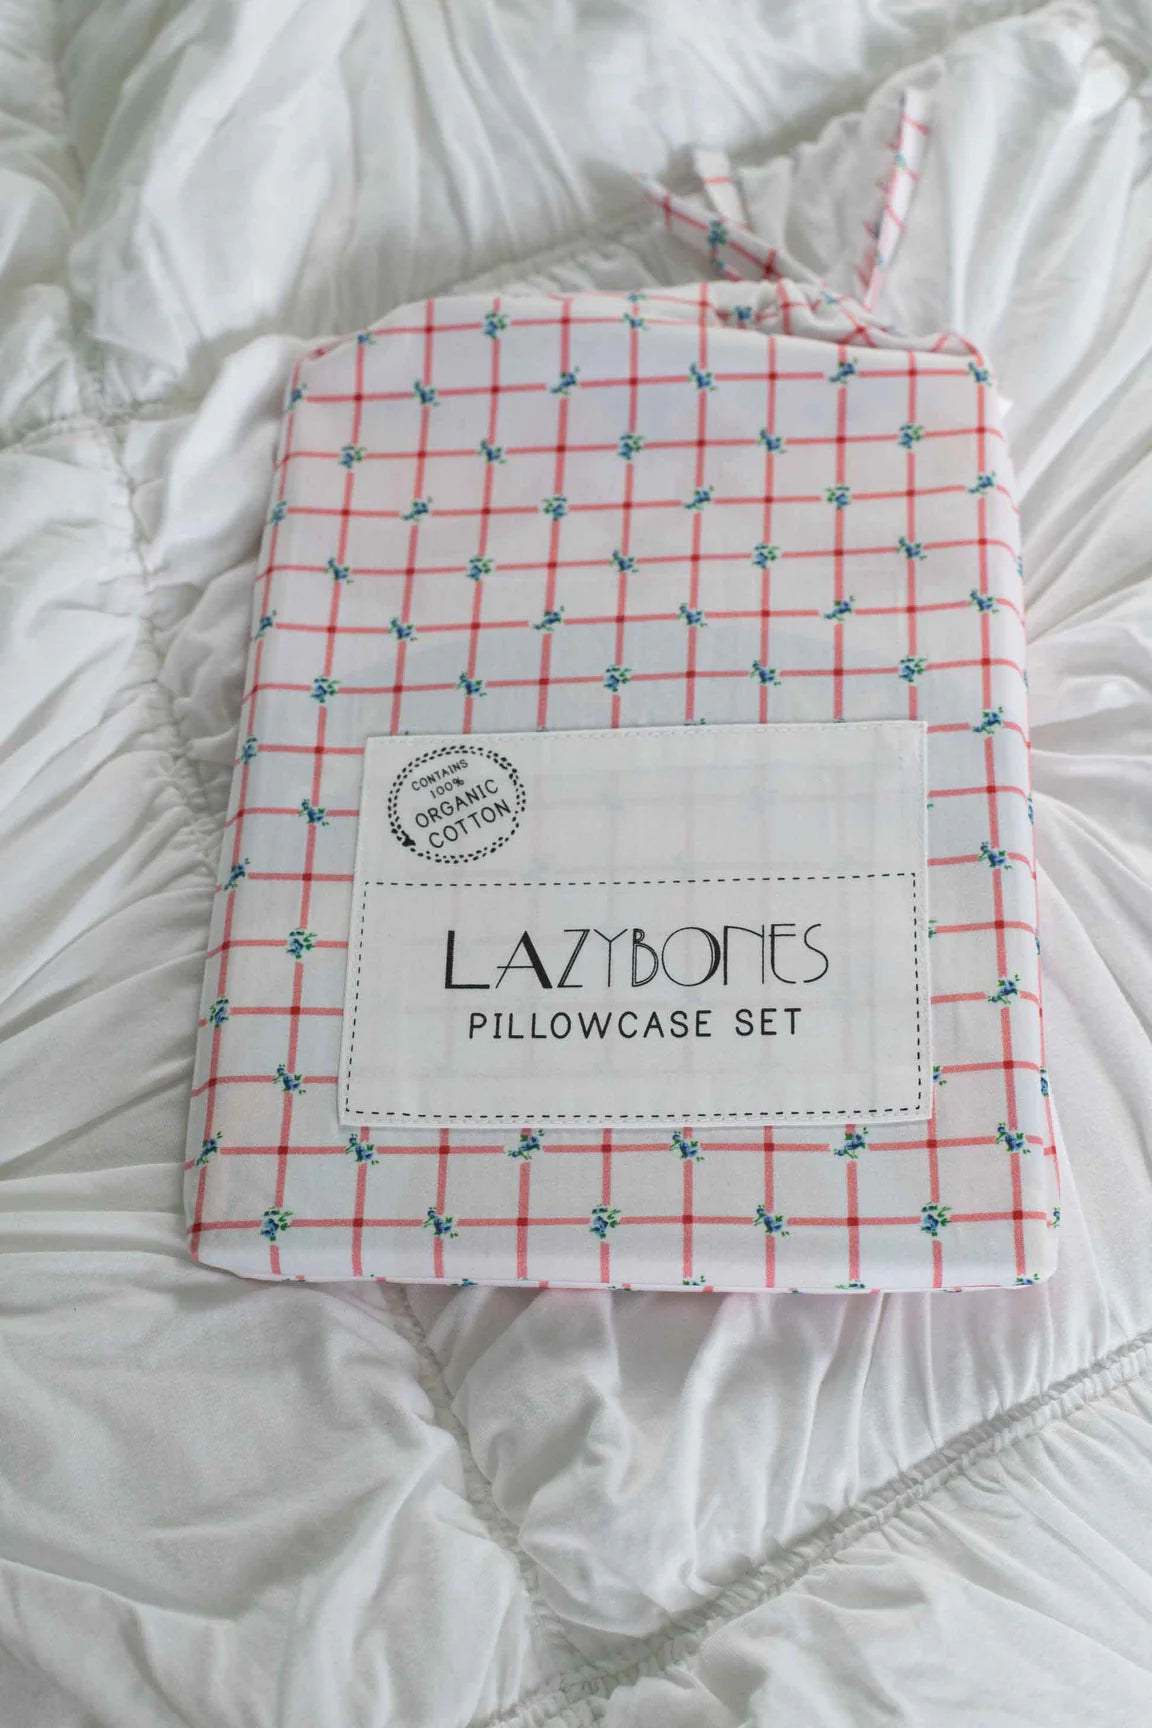 CONTAINS
100%
ORGANIC
COTTON
LAZYBONES
PILLOWCASE SET